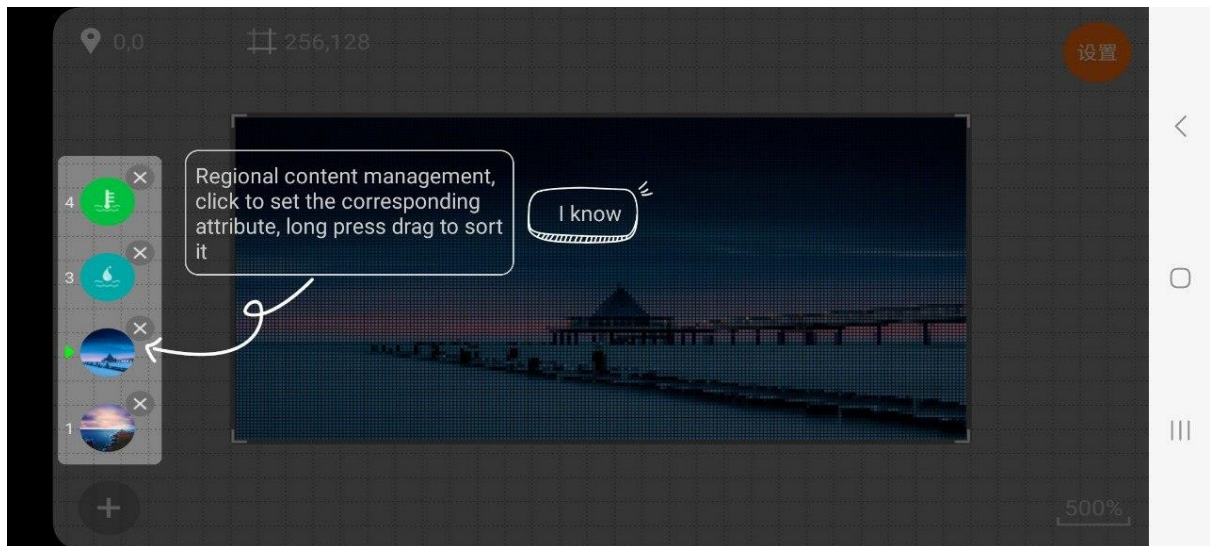 0,0
256,128
设置
4
Regional content management,
click to set the corresponding
attribute, long press drag to sort
it
I know
3
1
500%